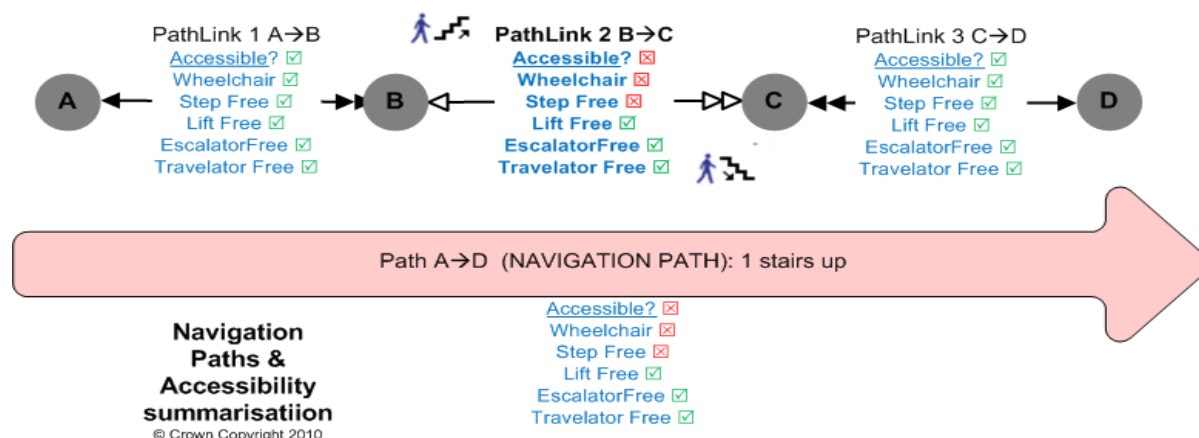 PathLink 1 A→B
Accessible? ☑
Wheelchair ☑
Step Free ☑
Lift Free ☑
EscalatorFree ☑
Travelator Free ☑
PathLink 2 B→C
Accessible? ☒
Wheelchair ☒
Step Free ☒
Lift Free ☑
EscalatorFree ☑
Travelator Free ☑
PathLink 3 C→D
Accessible? ☑
Wheelchair ☑
Step Free ☑
Lift Free ☑
EscalatorFree ☑
Travelator Free ☑
A
B
C
D
Path A→D (NAVIGATION PATH): 1 stairs up
Accessible? ☒
Wheelchair ☒
Step Free ☒
Lift Free ☑
EscalatorFree ☑
Travelator Free ☑
Navigation
Paths &
Accessibility
summarisatiion
© Crown Copyright 2010